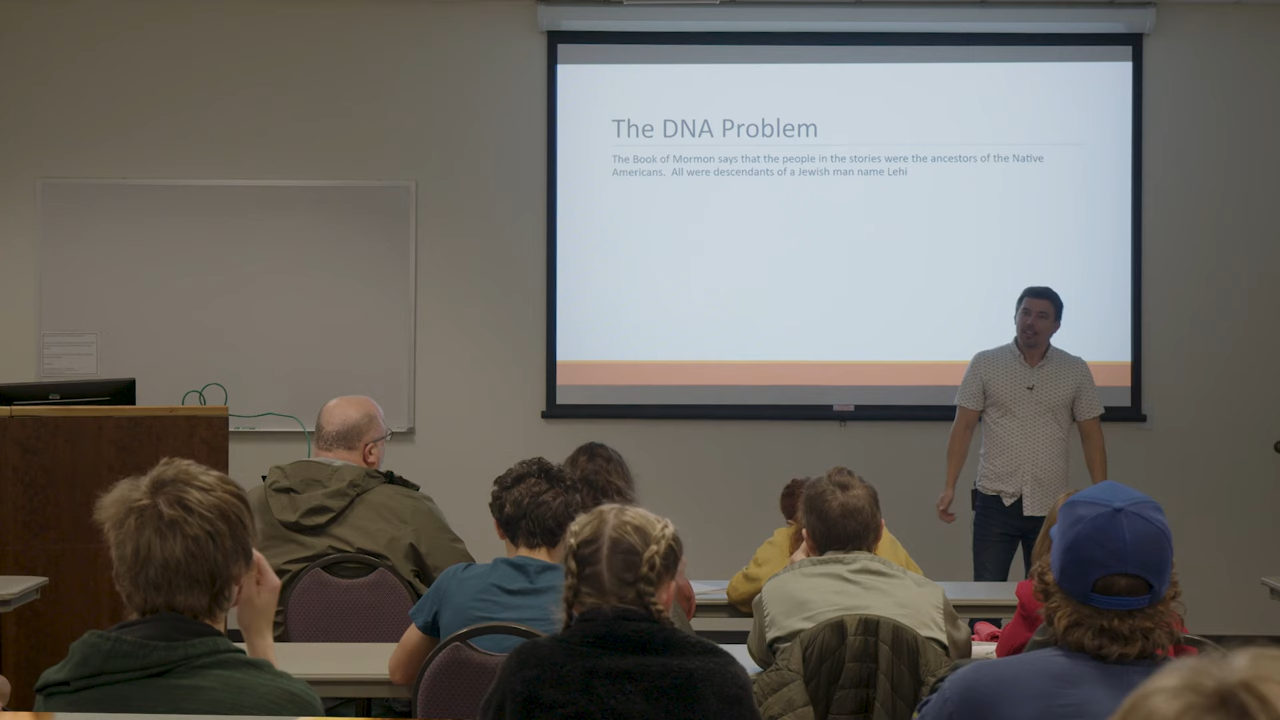 The DNA Problem
The Book of Mormon says that the people in the stories were the ancestors of the Native
Americans.  All were descendants of a Jewish man name Lehi